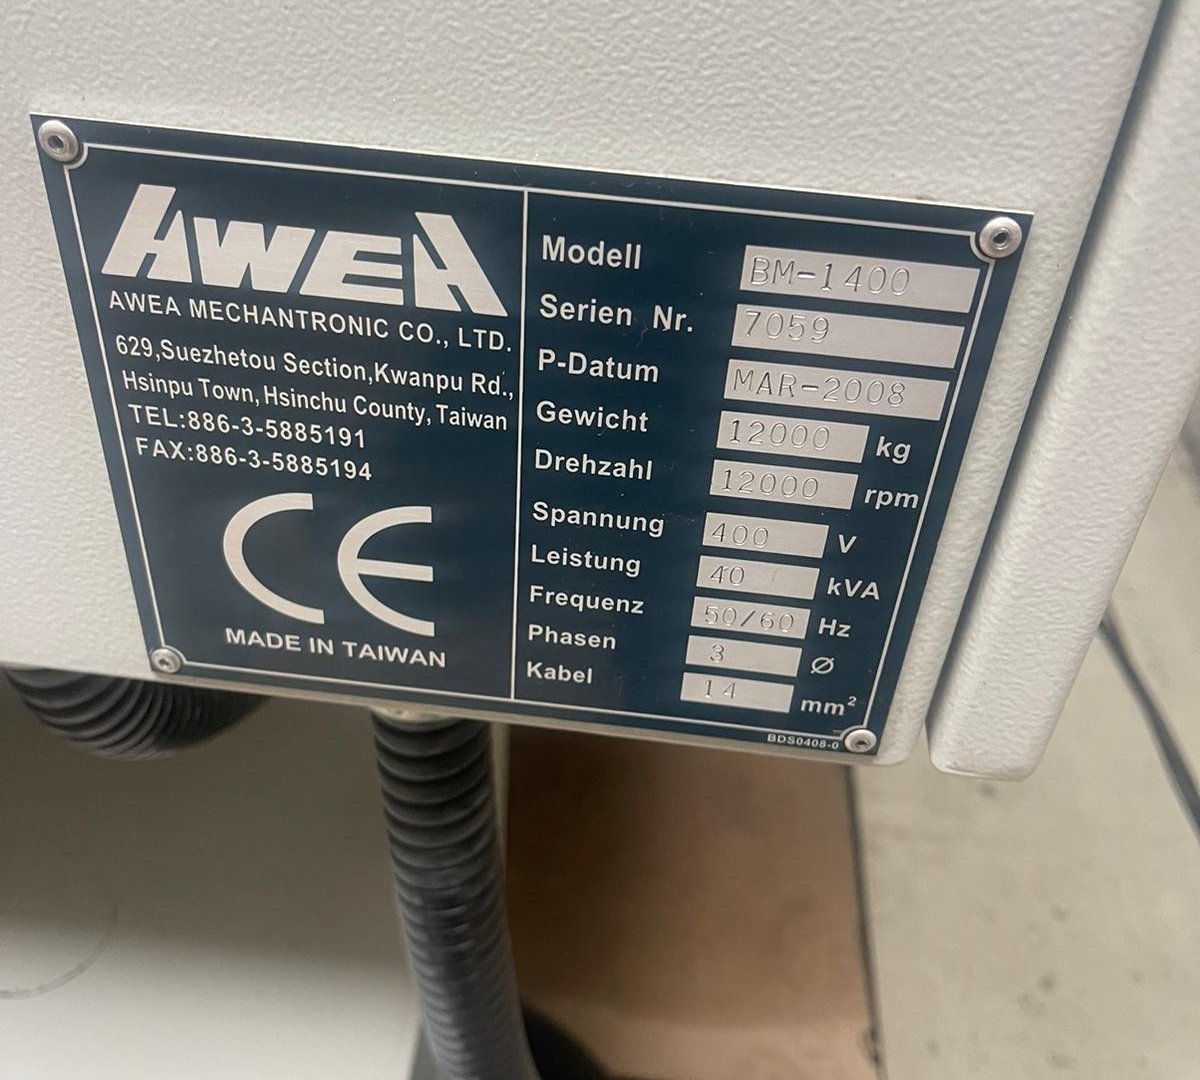 AWEA
AWEA MECHANTRONIC CO., LTD.
629,Suezhetou Section,Kwanpu Rd.,
Hsinpu Town, Hsinchu County, Taiwan
TEL:886-3-5885191
FAX:886-3-5885194
CE
MADE IN TAIWAN
Modell BM-1400
Serien Nr. 7059
P-Datum MAR-2008
Gewicht 12000 kg
Drehzahl 12000 rpm
Spannung 400 V
Leistung 40 kVA
Frequenz 50/60 Hz
Phasen 3 Ø
Kabel 14 mm²
BDS0408-0